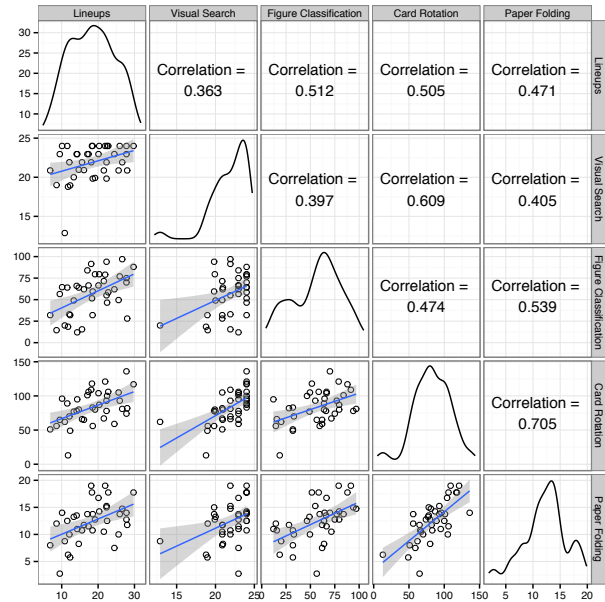 Lineups Visual Search Figure Classification Card Rotation Paper Folding
30
25
20
15
10
Correlation =
0.363
Correlation =
0.512
Correlation =
0.505
Correlation =
0.471
Lineups
25
20
15
Correlation =
0.397
Correlation =
0.609
Correlation =
0.405
Visual Search
100
75
50
25
0
Correlation =
0.474
Correlation =
0.539
Figure Classification
150
100
50
0
Correlation =
0.705
Card Rotation
20
15
10
5
Paper Folding
10 20 30 15 20 25 0 25 50 75 100 0 50 100 150 5 10 15 20